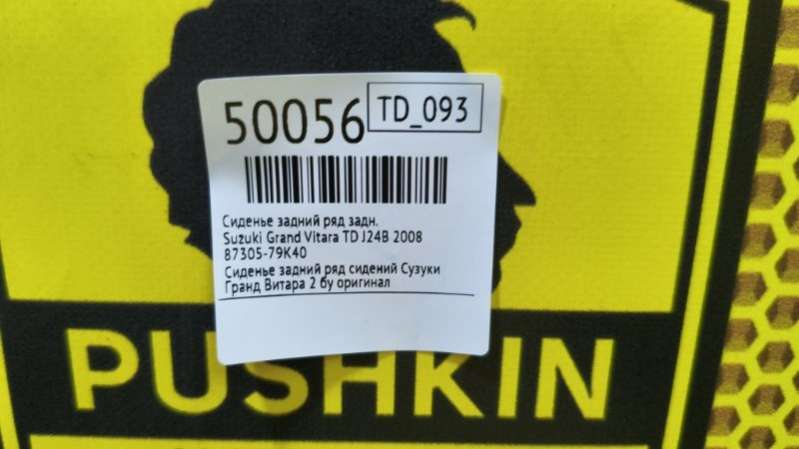 50056
TD_093
Сиденье задний ряд задн.
Suzuki Grand Vitara TD J24B 2008
87305-79K40
Сиденье задний ряд сидений Сузуки
Гранд Витара 2 бу оригинал
PUSHKIN